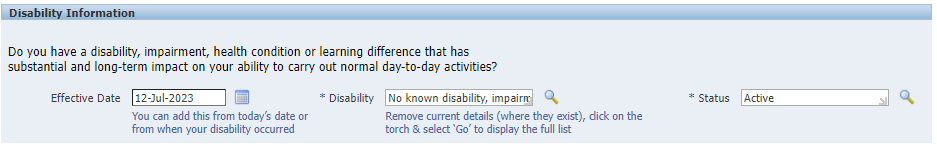 Disability Information
Do you have a disability, impairment, health condition or learning difference that has
substantial and long-term impact on your ability to carry out normal day-to-day activities?
Effective Date 12-Jul-2023 * Disability No known disability, * Status Active
You can add this from today's date or
from when your disability occurred
Remove current details (where they exist), click on the
torch & select ‘Go’ to display the full list